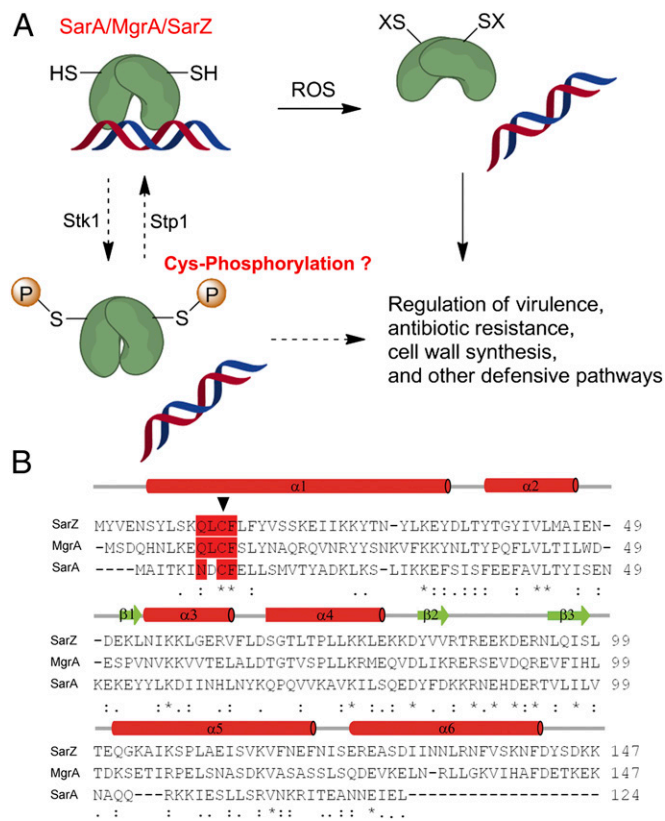 A
SarA/MgrA/SarZ
HS
SH
ROS
XS
SX
Stk1
Stp1
Cys-Phosphorylation ?
P
S
S
P
Regulation of virulence,
antibiotic resistance,
cell wall synthesis,
and other defensive pathways
B
α1 α2
SarZ MYVENSYLSKQLCFLFYVSSKEIIKKYTN-YLKEYDLTYTGYIVLMAIEN- 49
MgrA -MSDQHNLKEQLCFSLYNAQRQVNRYYSNKVFKKYNLTYPQFLVLTILWD- 49
SarA ----MAITKINDCFELLSMVTYADKLKS-LIKKEFSISFEEFAVLTYISEN 49
. : ** : *::::: ** :
β1 α3 α4 β2 β3
SarZ -DEKLNIKKLGERVFLDSGTLTPLLKKLEKKDYVVRTREEKDERNLQISL 99
MgrA -ESPVNVKKVVTELALDTGTVSPLLKRMEQVDLIKRERSEVDQREVFIHL 99
SarA KEKEYYLKDIINHLNYKQPQVVKAVKILSQEDYFDKKRNEHDERTVLILV 99
α5 α6
SarZ TEQGKAIKSPLAEISVKVFNEFNISEREASDIINNLRNFVSKNFDYSDKK 147
MgrA TDKSETIRPELSNASDKVASASSLSQDEVKELN-RLLGKVIHAFDETKEK 147
SarA NAQQ---RKKIESLLSRVNKRITEANNEIEL------------------- 124